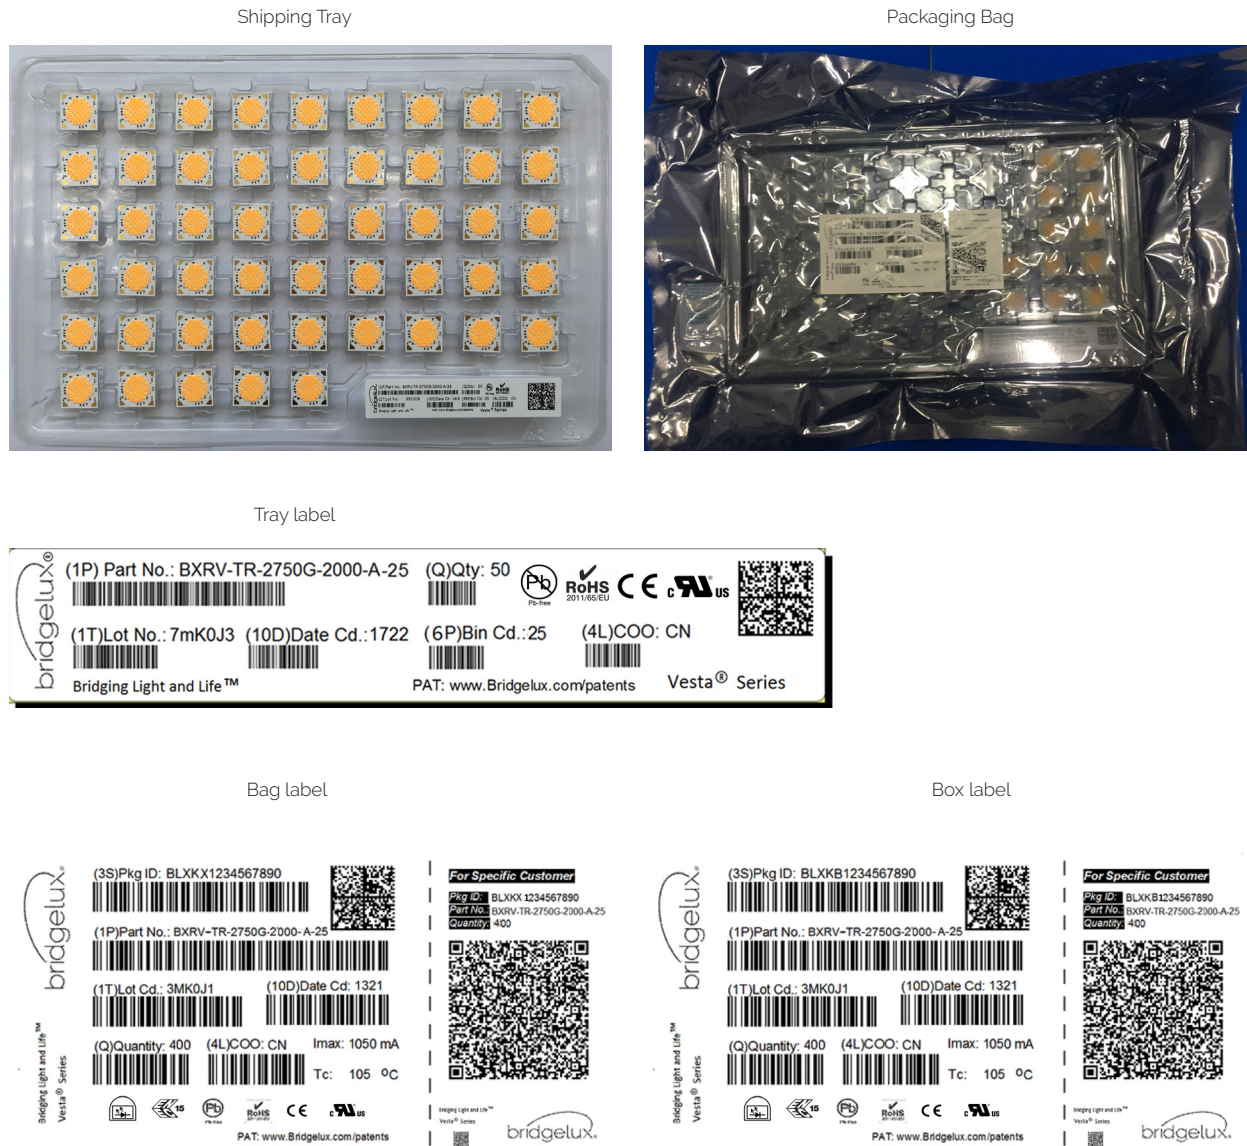 Shipping Tray
Packaging Bag
Tray label
bridgelux®
(1P) Part No.: BXRV-TR-2750G-2000-A-25 (Q)Qty: 50
Pb
Pb-free
RoHS
2011/65/EU
CE
c RU US
(1T)Lot No.: 7mK0J3 (10D)Date Cd.:1722 (6P)Bin Cd.:25 (4L)COO: CN
Bridging Light and Life™ PAT: www.Bridgelux.com/patents Vesta® Series
Bag label
bridgelux®
Bridging Light and Life™
Vesta® Series
(3S)Pkg ID: BLXKX1234567890
(1P)Part No.: BXRV-TR-2750G-2000-A-25
(1T)Lot Cd.: 3MK0J1 (10D)Date Cd: 1321
(Q)Quantity: 400 (4L)COO: CN Imax: 1050 mA
Tc: 105 ºC
15
Pb
RoHS
CE
c RU US
PAT: www.Bridgelux.com/patents
For Specific Customer
Pkg ID: BLXKX1234567890
Part No.: BXRV-TR-2750G-2000-A-25
Quantity: 400
Bridging Light and Life™
Vesta® Series
bridgelux.
Box label
bridgelux®
Bridging Light and Life™
Vesta® Series
(3S)Pkg ID: BLXKB1234567890
(1P)Part No.: BXRV-TR-2750G-2000-A-25
(1T)Lot Cd.: 3MK0J1 (10D)Date Cd: 1321
(Q)Quantity: 400 (4L)COO: CN Imax: 1050 mA
Tc: 105 ºC
15
Pb
RoHS
CE
c RU US
PAT: www.Bridgelux.com/patents
For Specific Customer
Pkg ID: BLXKB1234567890
Part No.: BXRV-TR-2750G-2000-A-25
Quantity: 400
Bridging Light and Life™
Vesta® Series
bridgelux.